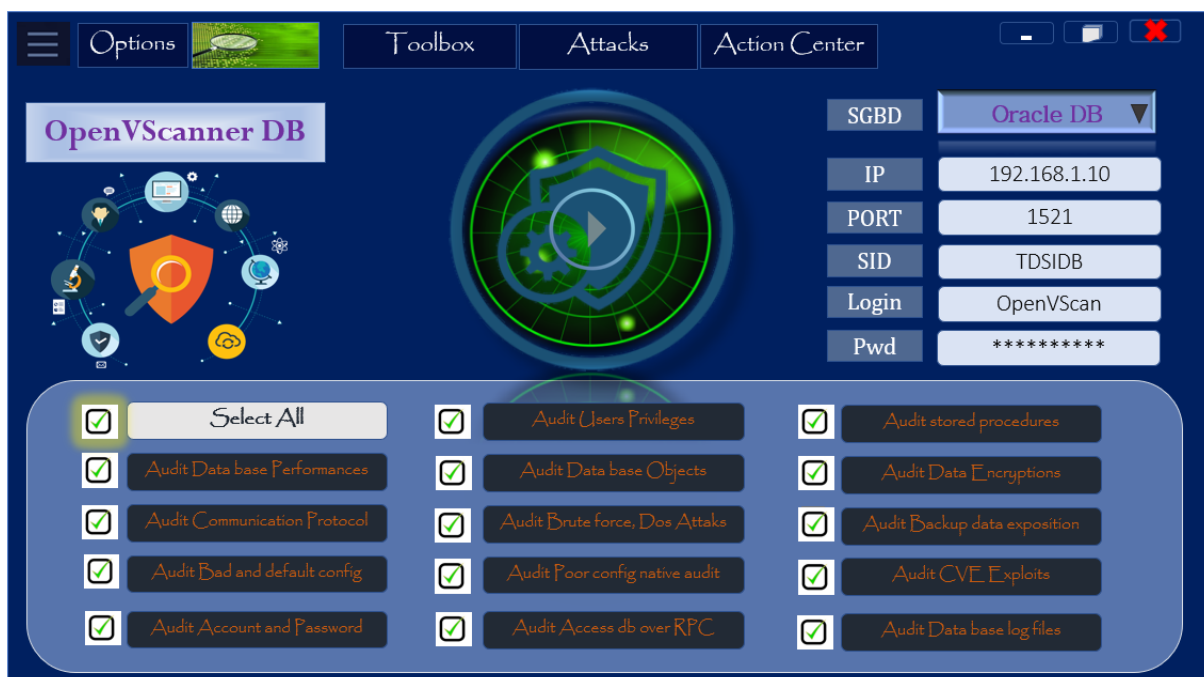 Options
Toolbox
Attacks
Action Center
OpenVScanner DB
SGBD
Oracle DB
IP
192.168.1.10
PORT
1521
SID
TDSIDB
Login
OpenVScan
Pwd
**********
Select All
Audit Users Privileges
Audit stored procedures
Audit Data base Performances
Audit Data base Objects
Audit Data Encryptions
Audit Communication Protocol
Audit Brute force, Dos Attaks
Audit Backup data exposition
Audit Bad and default config
Audit Poor config native audit
Audit CVE Exploits
Audit Account and Password
Audit Access db over RPC
Audit Data base log files